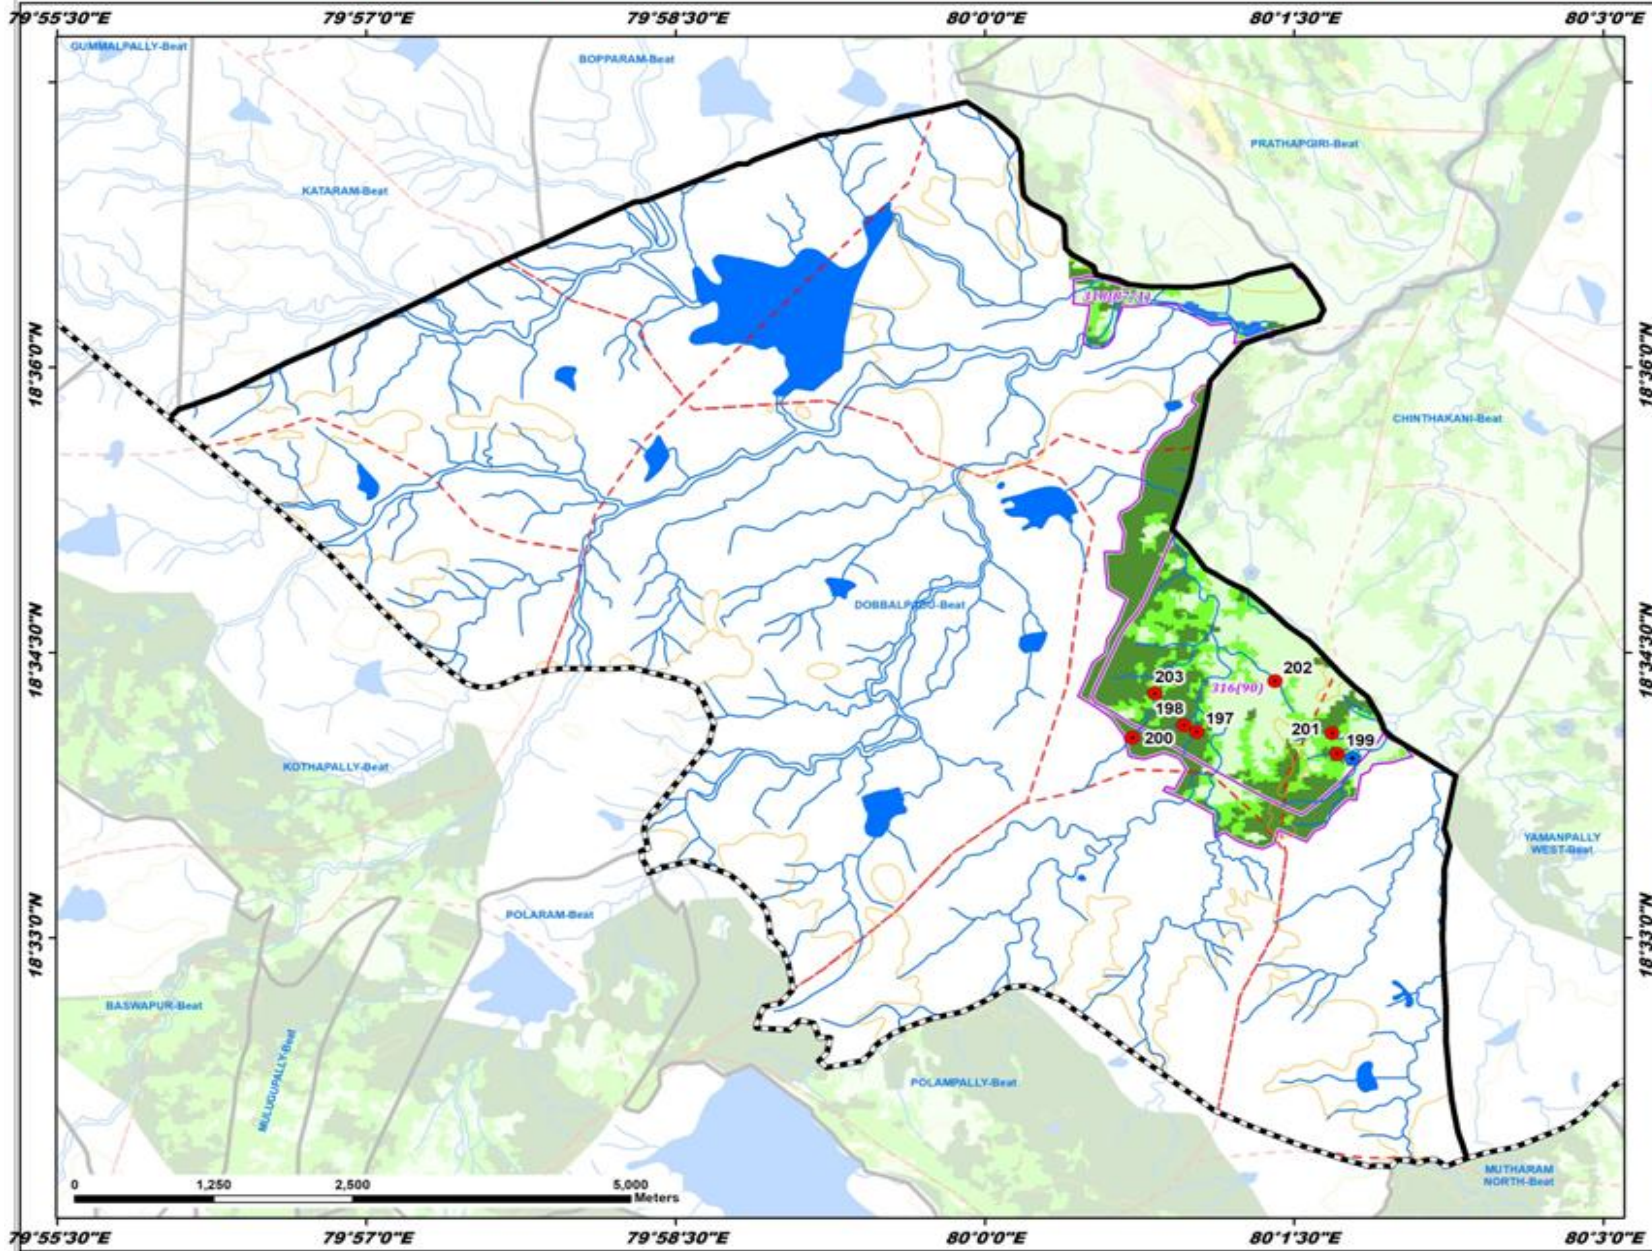 79°55'30"E 79°57'0"E 79°58'30"E 80°0'0"E 80°1'30"E 80°3'0"E
GUMMALPALLY-Beat
BOPPARAM-Beat
PRATHAPGIRI-Beat
KATARAM-Beat
18°36'0"N
18°36'0"N
CHINTHAKANI-Beat
DOBBALPADU-Beat
18°34'30"N
18°34'30"N
202
203
316(90)
198
197
201
200
199
KOTHAPALLY-Beat
YAMANPALLY
WEST-Beat
POLARAM-Beat
18°33'0"N
18°33'0"N
BASWAPUR-Beat
MULUGUPALLY-Beat
POLAMPALLY-Beat
MUTHARAM
NORTH-Beat
0 1,250 2,500 5,000
Meters
79°55'30"E 79°57'0"E 79°58'30"E 80°0'0"E 80°1'30"E 80°3'0"E